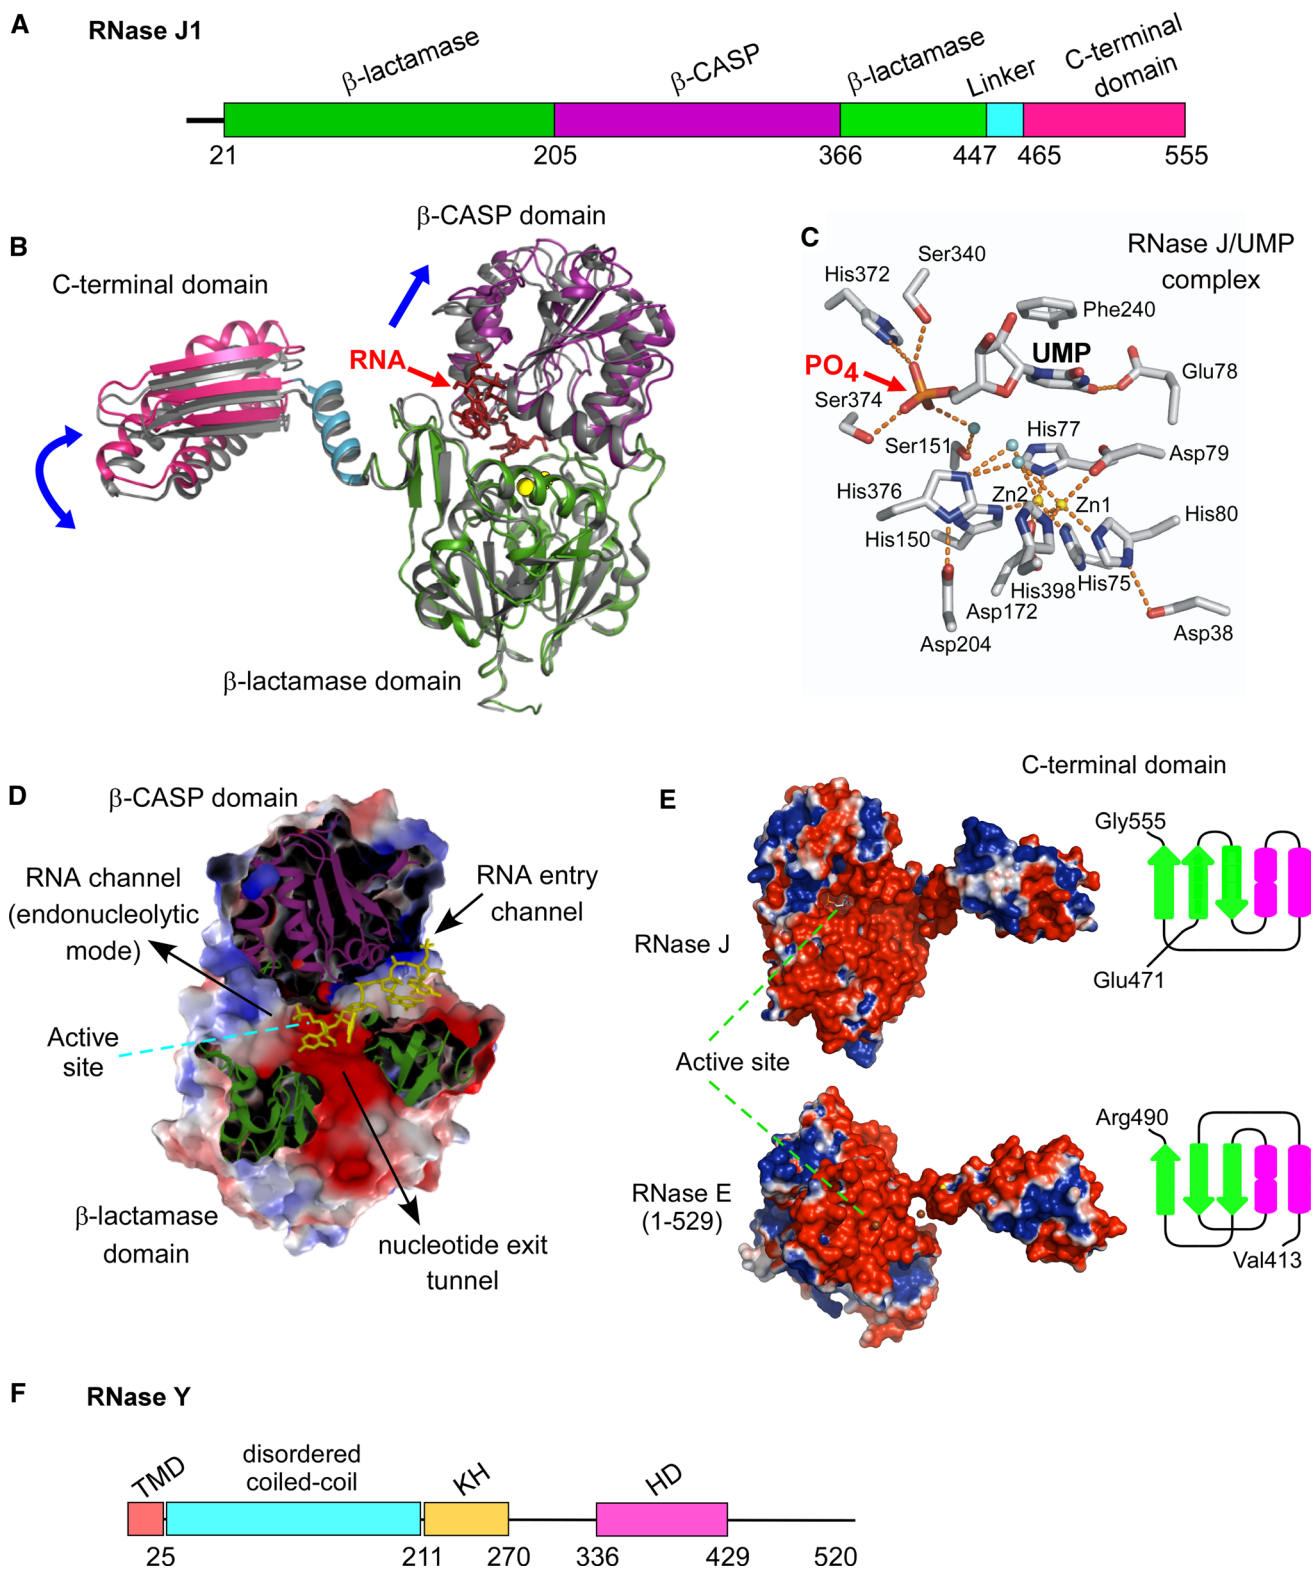 A
RNase J1
β-lactamase
β-CASP
β-lactamase
Linker
C-terminal
domain
21
205
366
447
465
555
B
β-CASP domain
C-terminal domain
RNA
β-lactamase domain
C
RNase J/UMP
complex
Ser340
His372
Phe240
UMP
PO4
Glu78
Ser374
His77
Ser151
Asp79
His376
Zn2
Zn1
His80
His150
His398
His75
Asp172
Asp204
Asp38
D
β-CASP domain
RNA channel
(endonucleolytic
mode)
RNA entry
channel
Active
site
β-lactamase
domain
nucleotide exit
tunnel
E
C-terminal domain
Gly555
RNase J
Glu471
Active site
Arg490
RNase E
(1-529)
Val413
F
RNase Y
TMD
disordered
coiled-coil
KH
HD
25
211
270
336
429
520